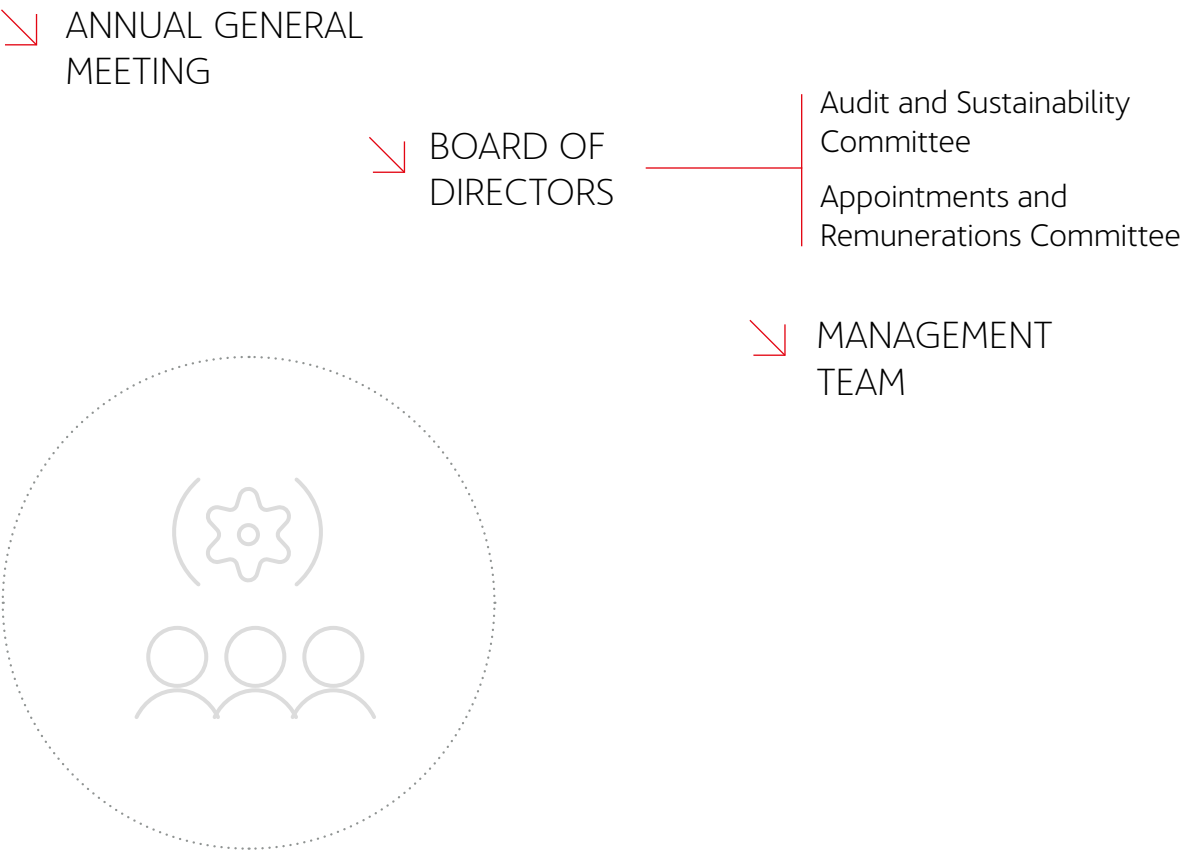 ANNUAL GENERAL
MEETING
BOARD OF
DIRECTORS
Audit and Sustainability
Committee
Appointments and
Remunerations Committee
MANAGEMENT
TEAM